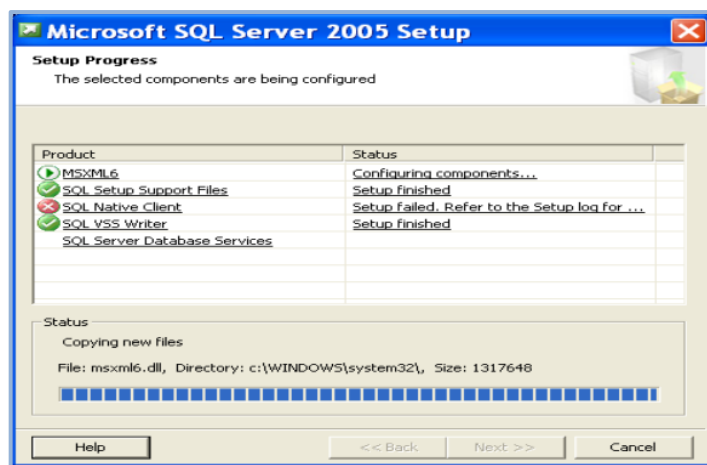 Microsoft SQL Server 2005 Setup
Setup Progress
The selected components are being configured
Product Status
MSXML6 Configuring components...
SQL Setup Support Files Setup finished
SQL Native Client Setup failed. Refer to the Setup log for ...
SQL VSS Writer Setup finished
SQL Server Database Services
Status
Copying new files
File: msxml6.dll, Directory: c:\WINDOWS\system32\, Size: 1317648
Help << Back Next >> Cancel